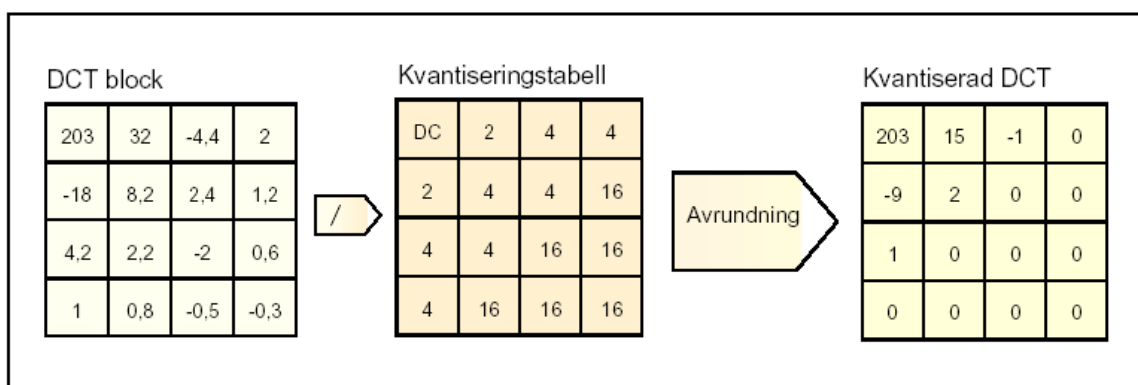 DCT block
203 32 -4,4 2
-18 8,2 2,4 1,2
4,2 2,2 -2 0,6
1 0,8 -0,5 -0,3
/
Kvantiseringstabell
DC 2 4 4
2 4 4 16
4 4 16 16
4 16 16 16
Avrundning
Kvantiserad DCT
203 15 -1 0
-9 2 0 0
1 0 0 0
0 0 0 0